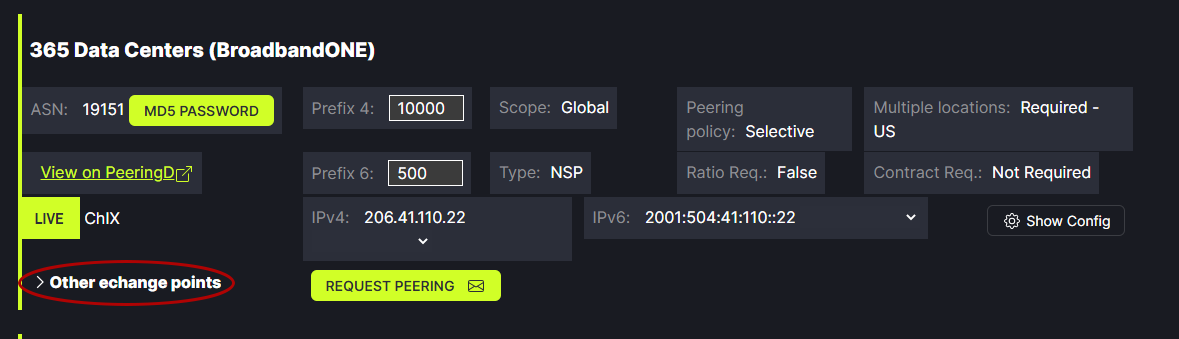 365 Data Centers (BroadbandONE)
ASN: 19151 MD5 PASSWORD
Prefix 4: 10000
Scope: Global
Peering
policy: Selective
Multiple locations: Required -
US
View on PeeringD
Prefix 6: 500
Type: NSP
Ratio Req.: False
Contract Req.: Not Required
LIVE ChIX
IPv4: 206.41.110.22
IPv6: 2001:504:41:110::22
Show Config
Other echange points
REQUEST PEERING